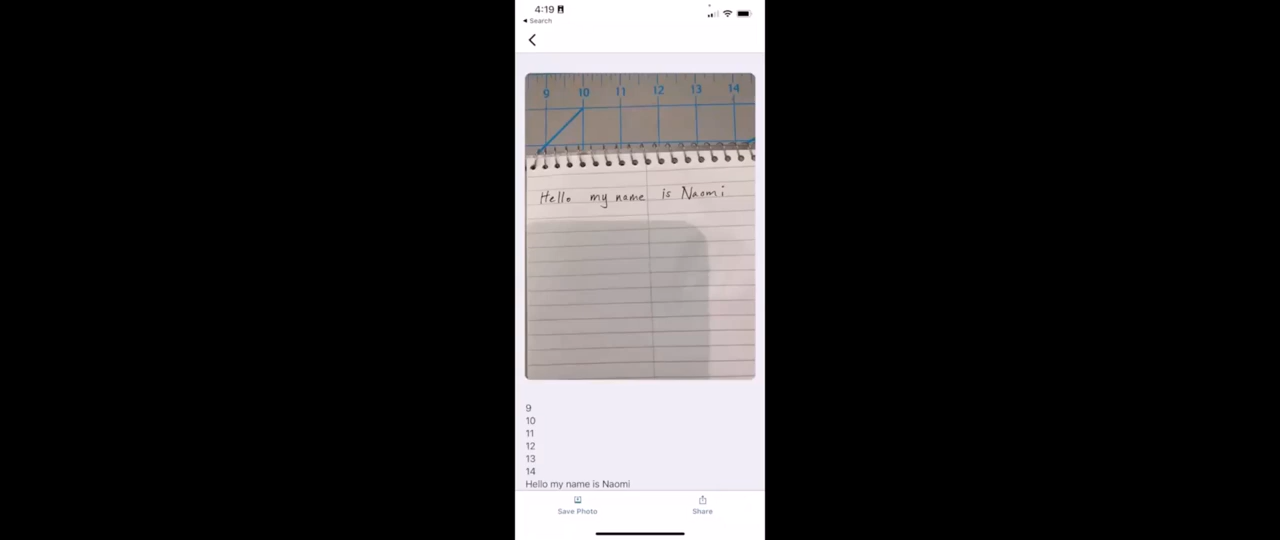 4:19
Search
9 10 11 12 13 14
Hello my name is Naomi
9
10
11
12
13
14
Hello my name is Naomi
Save Photo Share